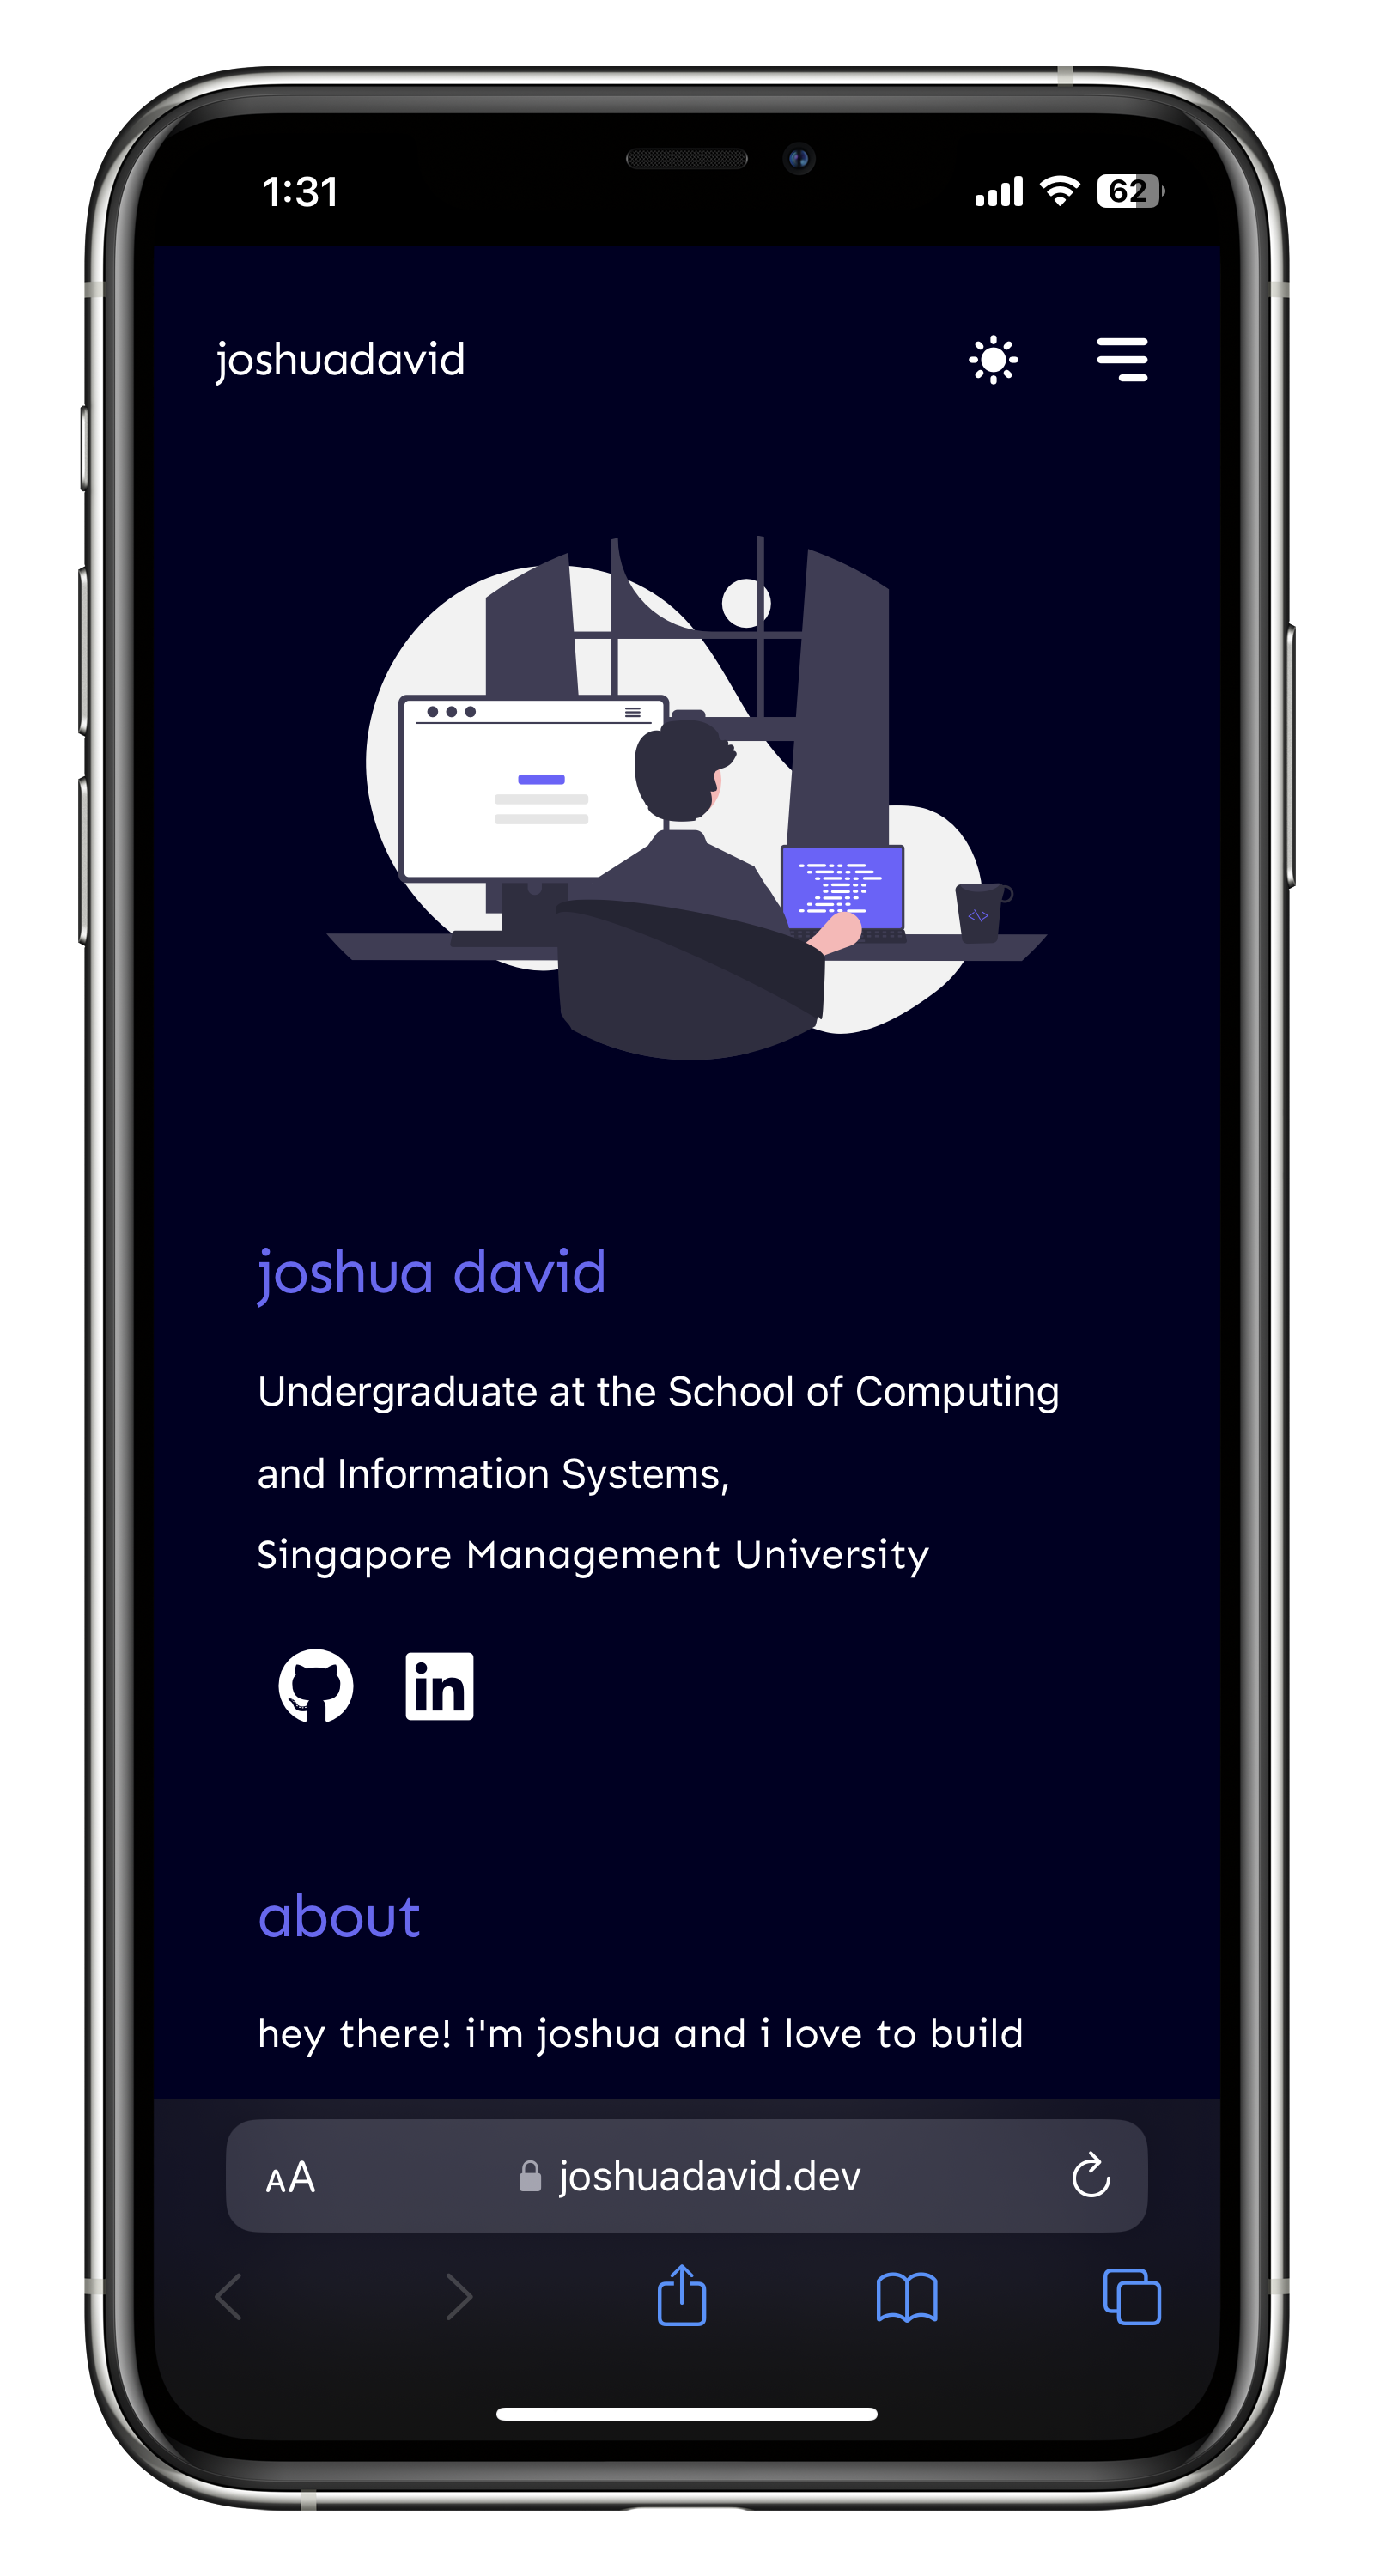 1:31
62
joshuadavid
</>
joshua david
Undergraduate at the School of Computing
and Information Systems,
Singapore Management University
in
about
hey there! i'm joshua and i love to build
AA
joshuadavid.dev